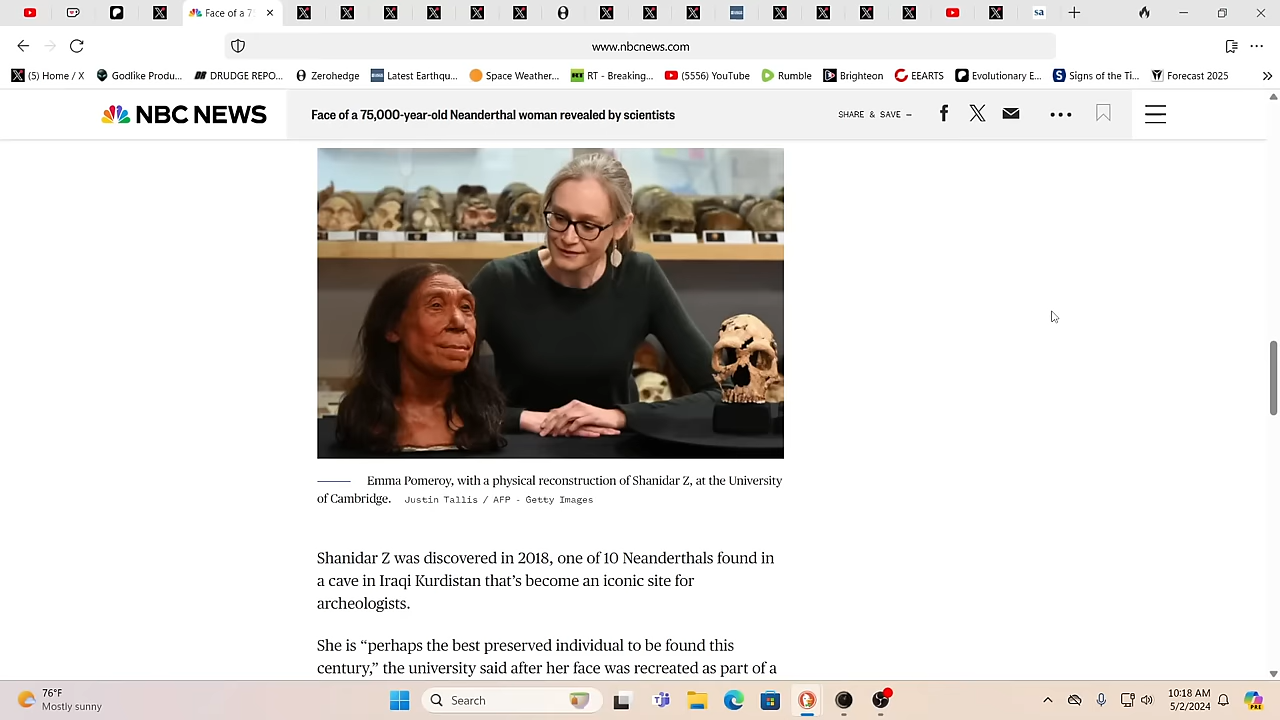 Face of a 7
www.nbcnews.com
(5) Home / X
Godlike Produ...
DRUDGE REPO...
Zerohedge
Latest Earthqu...
Space Weather...
RT - Breaking...
(5556) YouTube
Rumble
Brighteon
EEARTS
Evolutionary E...
Signs of the Ti...
Forecast 2025
NBC NEWS
Face of a 75,000-year-old Neanderthal woman revealed by scientists
SHARE & SAVE —
Emma Pomeroy, with a physical reconstruction of Shanidar Z, at the University
of Cambridge. Justin Tallis / AFP - Getty Images
Shanidar Z was discovered in 2018, one of 10 Neanderthals found in
a cave in Iraqi Kurdistan that’s become an iconic site for
archeologists.
She is “perhaps the best preserved individual to be found this
century,” the university said after her face was recreated as part of a
76°F
Mostly sunny
Search
10:18 AM
5/2/2024